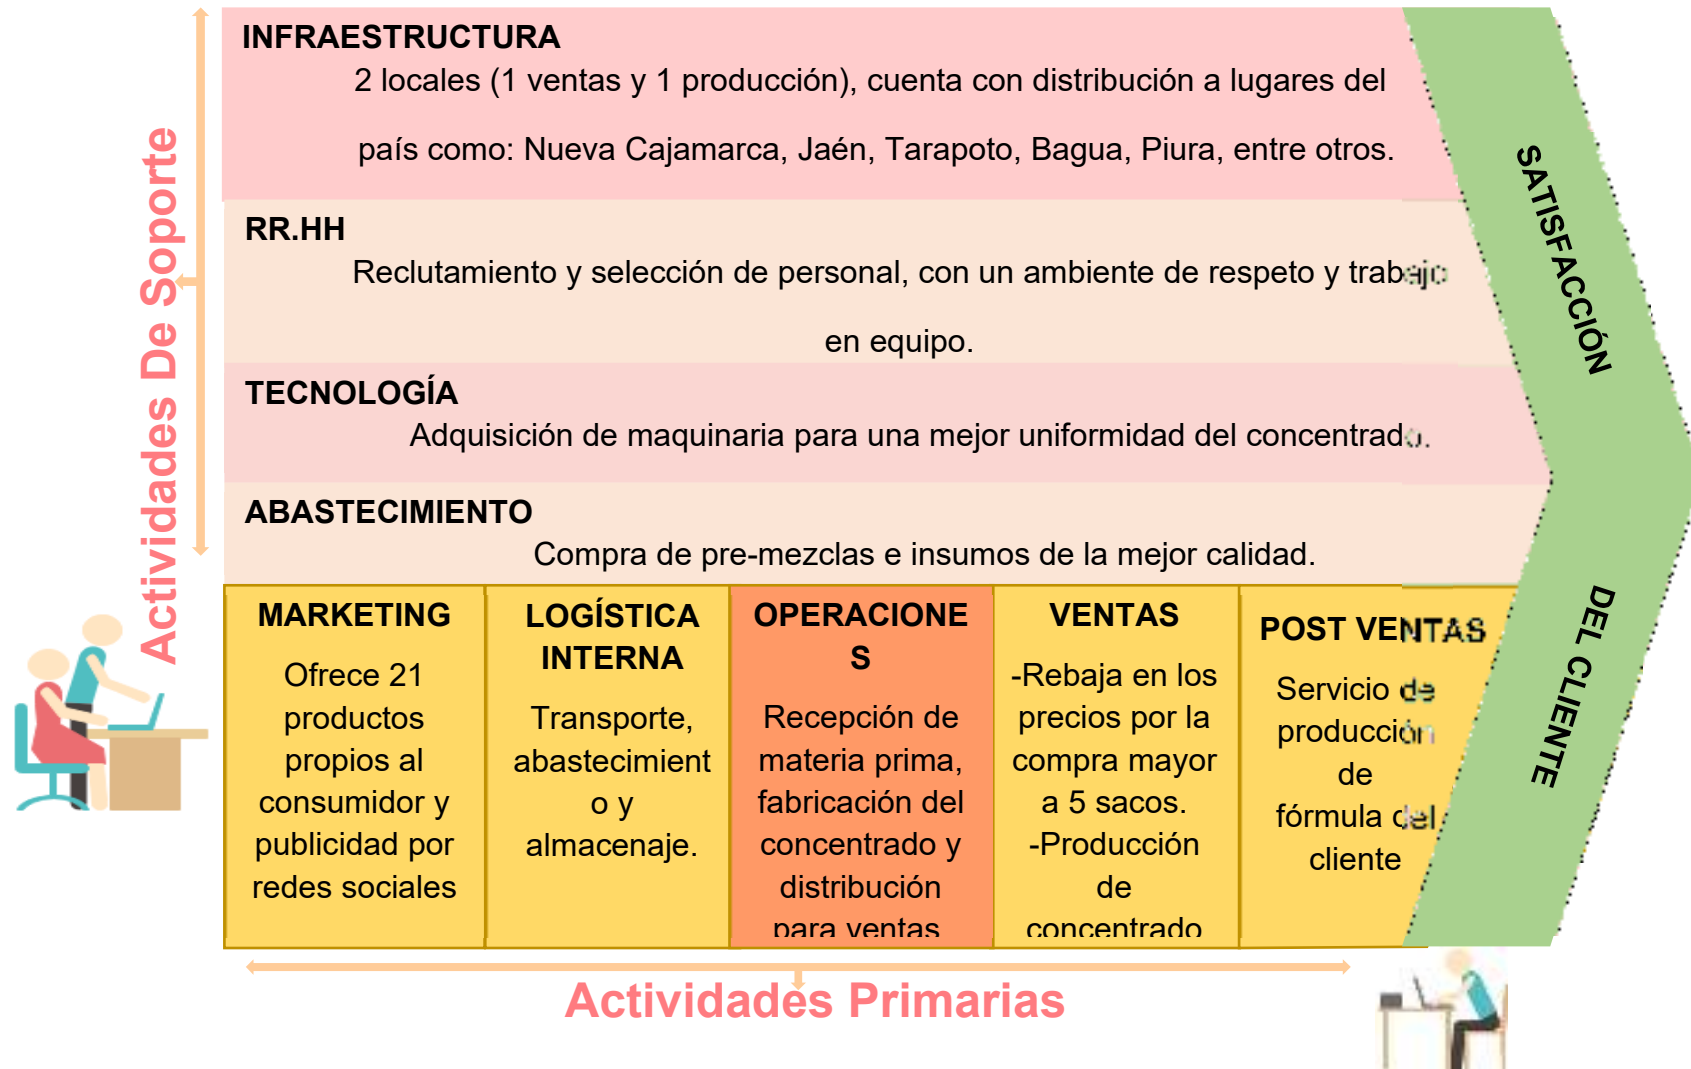 INFRAESTRUCTURA
2 locales (1 ventas y 1 producción), cuenta con distribución a lugares del
país como: Nueva Cajamarca, Jaén, Tarapoto, Bagua, Piura, entre otros.
RR.HH
Reclutamiento y selección de personal, con un ambiente de respeto y trabajo
en equipo.
TECNOLOGÍA
Adquisición de maquinaria para una mejor uniformidad del concentrado.
ABASTECIMIENTO
Compra de pre-mezclas e insumos de la mejor calidad.
Actividades De Soporte
MARKETING
Ofrece 21
productos
propios al
consumidor y
publicidad por
redes sociales
LOGÍSTICA
INTERNA
Transporte,
abastecimient
o y
almacenaje.
OPERACIONE
S
Recepción de
materia prima,
fabricación del
concentrado y
distribución
para ventas
VENTAS
-Rebaja en los
precios por la
compra mayor
a 5 sacos.
-Producción
de
concentrado
POST VENTAS
Servicio de
producción
de
fórmula del
cliente
SATISFACCIÓN
DEL CLIENTE
Actividades Primarias